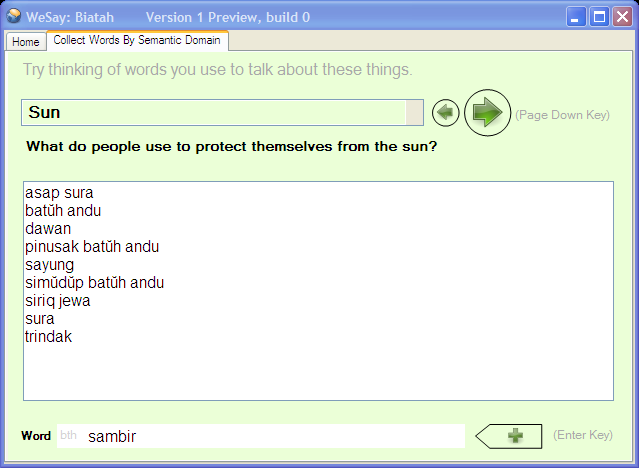 WeSay: Biatah Version 1 Preview, build 0
Home Collect Words By Semantic Domain
Try thinking of words you use to talk about these things.
Sun (Page Down Key)
What do people use to protect themselves from the sun?
asap sura
batŭh andu
dawan
pinusak batŭh andu
sayung
simŭdŭp batŭh andu
siriq jewa
sura
trindak
Word bth sambir (Enter Key)